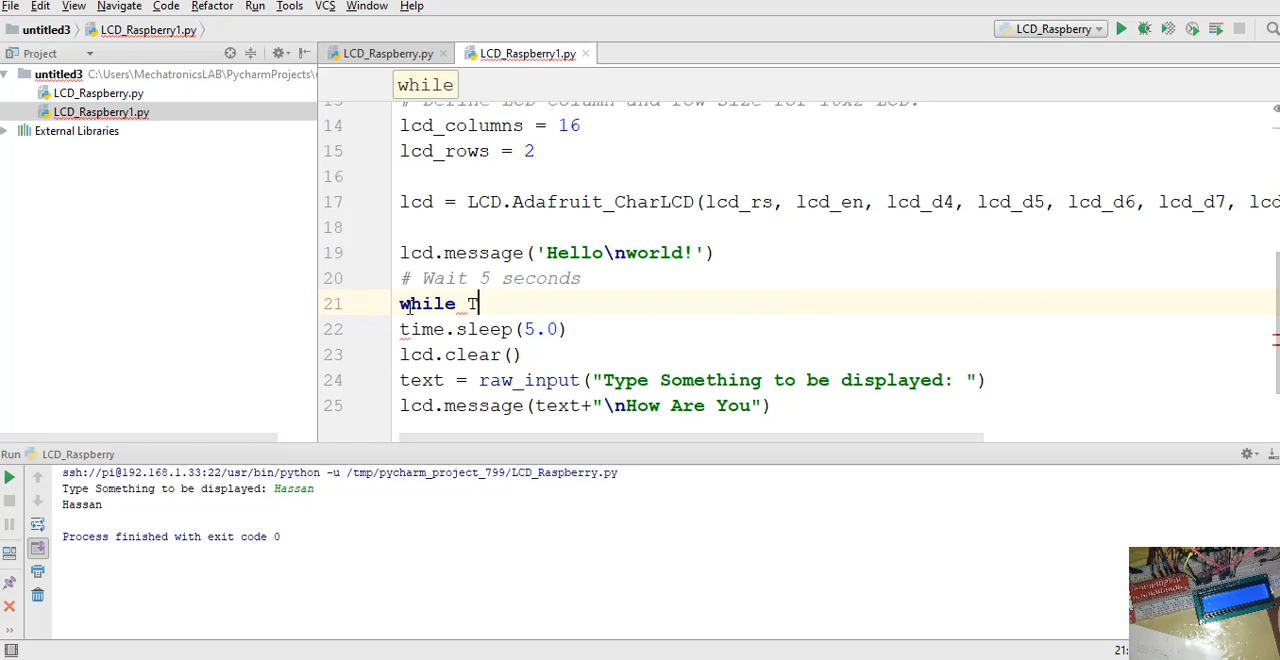 File Edit View Navigate Code Refactor Run Tools VCS Window Help
untitled3 LCD_Raspberry1.py LCD_Raspberry
Project LCD_Raspberry.py LCD_Raspberry1.py
untitled3 C:\Users\MechatronicsLAB\PycharmProjects\
LCD_Raspberry.py
LCD_Raspberry1.py
External Libraries
while
# Define LCD column and row size for 16x2 LCD.
14 lcd_columns = 16
15 lcd_rows = 2
16
17 lcd = LCD.Adafruit_CharLCD(lcd_rs, lcd_en, lcd_d4, lcd_d5, lcd_d6, lcd_d7, lcd
18
19 lcd.message('Hello\nworld!')
20 # Wait 5 seconds
21 while T
22 time.sleep(5.0)
23 lcd.clear()
24 text = raw_input("Type Something to be displayed: ")
25 lcd.message(text+"\nHow Are You")
Run LCD_Raspberry
ssh://pi@192.168.1.33:22/usr/bin/python -u /tmp/pycharm_project_799/LCD_Raspberry.py
Type Something to be displayed: Hassan
Hassan
Process finished with exit code 0
21: